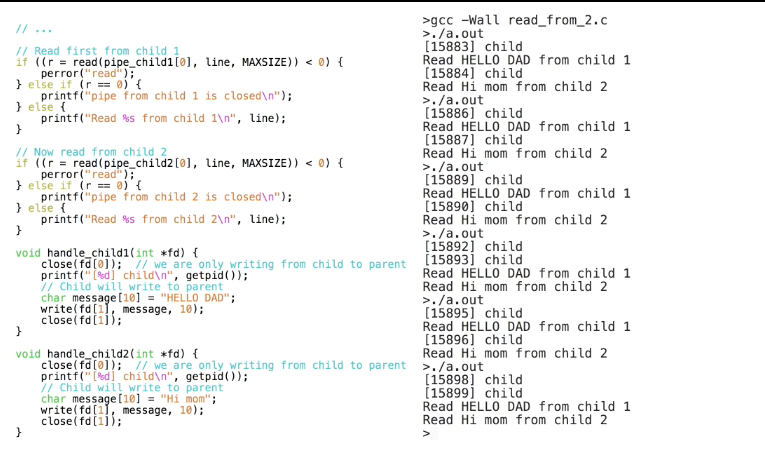 // ...
// Read first from child 1
if ((r = read(pipe_child1[0], line, MAXSIZE)) < 0) {
    perror("read");
} else if (r == 0) {
    printf("pipe from child 1 is closed\n");
} else {
    printf("Read %s from child 1\n", line);
}
// Now read from child 2
if ((r = read(pipe_child2[0], line, MAXSIZE)) < 0) {
    perror("read");
} else if (r == 0) {
    printf("pipe from child 2 is closed\n");
} else {
    printf("Read %s from child 2\n", line);
}
void handle_child1(int *fd) {
    close(fd[0]);  // we are only writing from child to parent
    printf("[%d] child\n", getpid());
    // Child will write to parent
    char message[10] = "HELLO DAD";
    write(fd[1], message, 10);
    close(fd[1]);
}
void handle_child2(int *fd) {
    close(fd[0]);  // we are only writing from child to parent
    printf("[%d] child\n", getpid());
    // Child will write to parent
    char message[10] = "Hi mom";
    write(fd[1], message, 10);
    close(fd[1]);
}
>gcc -Wall read_from_2.c
>./a.out
[15883] child
Read HELLO DAD from child 1
[15884] child
Read Hi mom from child 2
>./a.out
[15886] child
Read HELLO DAD from child 1
[15887] child
Read Hi mom from child 2
>./a.out
[15889] child
Read HELLO DAD from child 1
[15890] child
Read Hi mom from child 2
>./a.out
[15892] child
[15893] child
Read HELLO DAD from child 1
Read Hi mom from child 2
>./a.out
[15895] child
Read HELLO DAD from child 1
[15896] child
Read Hi mom from child 2
>./a.out
[15898] child
[15899] child
Read HELLO DAD from child 1
Read Hi mom from child 2
>